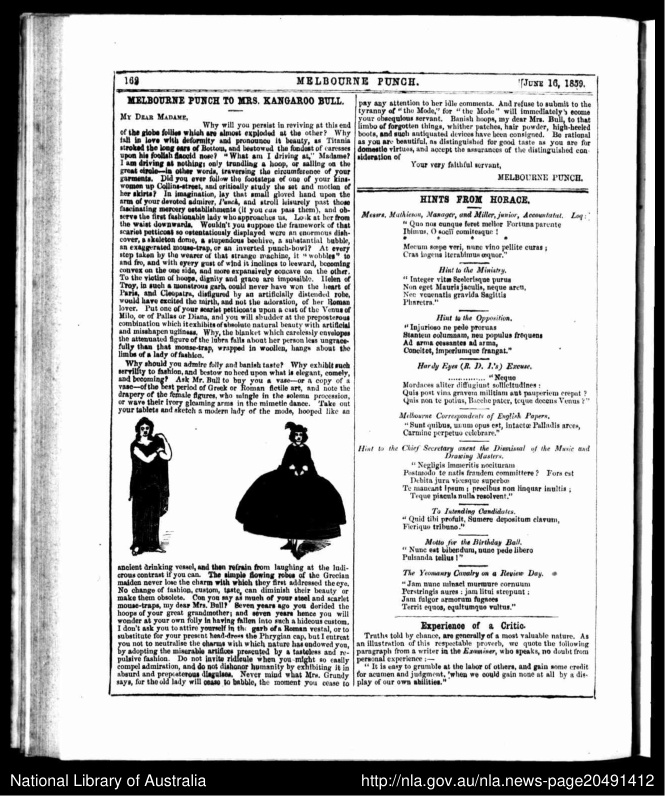 162
MELBOURNE PUNCH.
[JUNE 16, 1859.
MELBOURNE PUNCH TO MRS. KANGAROO BULL.
MY DEAR MADAME,
Why will you persist in reviving at this end
of the globe follies which are almost exploded at the other? Why
fall in love with deformity and pronounce it beauty, as Titania
stroked the long ears of Bottom, and bestowed the fondest of caresses
upon his foolish flaccid nose? "What am I driving at," Madame?
I am driving at nothing; only trundling a hoop, or sailing on the
great circle—in other words, traversing the circumference of your
garments. Did you ever follow the footsteps of one of your kins-
women up Collins-street, and critically study the set and motion of
her skirts? In imagination, lay that small gloved hand upon the
arm of your devoted admirer, Punch, and stroll leisurely past those
fascinating mercery establishments (if you can pass them), and ob-
serve the first fashionable lady who approaches us. Look at her from
the waist downwards. Wouldn't you suppose the framework of that
scarlet petticoat so ostentatiously displayed were an enormous dish-
cover, a skeleton dome, a stupendous beehive, a substantial bubble,
an exaggerated mouse-trap, or an inverted punch-bowl? At every
step taken by the wearer of that strange machine, it "wobbles" to
and fro, and with every gust of wind it inclines to leeward, becoming
convex on the one side, and more expansively concave on the other.
To the victim of hoops, dignity and grace are impossible. Helen of
Troy, in such a monstrous garb, could never have won the heart of
Paris, and Cleopatra, disfigured by an artificially distended robe,
would have excited the mirth, and not the adoration, of her Roman
lover. Put one of your scarlet petticoats upon a cast of the Venus of
Milo, or of Pallas or Diana, and you will shudder at the preposterous
combination which it exhibits of absolute natural beauty with artificial
and misshapen ugliness. Why, the blanket which carelessly envelopes
the attenuated figure of the lubra falls about her person less ungrace-
fully than that mouse-trap, wrapped in woollen, hangs about the
limbs of a lady of fashion.
Why should you admire folly and banish taste? Why exhibit such
servility to fashion, and bestow no heed upon what is elegant, comely,
and becoming? Ask Mr. Bull to buy you a vase—or a copy of a
vase—of the best period of Greek or Roman fictile art, and note the
drapery of the female figures, who mingle in the solemn procession,
or wave their ivory gleaming arms in the mimetic dance. Take out
your tablets and sketch a modern lady of the mode, hooped like an
ancient drinking vessel, and then refrain from laughing at the ludi-
crous contrast if you can. The simple flowing robes of the Grecian
maiden never lose the charm with which they first addressed the eye.
No change of fashion, custom, taste, can diminish their beauty or
make them obsolete. Can you say as much of your steel and scarlet
mouse-traps, my dear Mrs. Bull? Seven years ago you derided the
hoops of your great grandmother; and seven years hence you will
wonder at your own folly in having fallen into such a hideous custom.
I don't ask you to attire yourself in the garb of a Roman vestal, or to
substitute for your present head-dress the Phrygian cap, but I entreat
you not to neutralise the charms with which nature has endowed you,
by adopting the miserable artifices presented by a tasteless and re-
pulsive fashion. Do not invite ridicule when you might so easily
compel admiration, and do not dishonor humanity by exhibiting it in
absurd and preposterous disguises. Never mind what Mrs. Grundy
says, for the old lady will cease to babble, the moment you cease to
pay any attention to her idle comments. And refuse to submit to the
tyranny of "the Mode," for "the Mode" will immediately become
your obsequious servant. Banish hoops, my dear Mrs. Bull, to that
limbo of forgotten things, whither patches, hair powder, high-heeled
boots, and such antiquated devices have been consigned. Be rational
as you are beautiful, as distinguished for good taste as you are for
domestic virtues, and accept the assurances of the distinguished con-
sideration of
Your very faithful servant,
MELBOURNE PUNCH.
HINTS FROM HORACE.
Messrs. Mathieson, Manager, and Miller, junior, Accountatat. Loq:
"Quo nos cunque feret melior Fortuna parente
Ibimus, O socii comitesque!
* * * *
Mecum sæpe veri, nunc vino pellite curas;
Cras ingens iterabimus æquor."
Hint to the Ministry.
"Integer vitæ Scelerisque purus
Non eget Mauris jaculis, neque arcu,
Nec venenatis gravida Sagittis
Pharetra."
Hint to the Opposition.
"Injurioso ne pede proruas
Stantem columnam, neu populus frequens
Ad arma cessantes ad arma,
Concitet, imperiumque frangat."
Hardy Eyes (R. D. I.'s) Excuse.
.............. "Neque
Mordaces aliter diffugiunt sollicitudines:
Quis post vina gravem militiam aut pauperiem crepat?
Quis non te potius, Bacche pater, teque decens Venus?"
Melbourne Correspondents of English Papers.
"Sunt quibus, unum opus est, intactæ Palladis arces,
Carmine perpetuo celebrare."
Hint to the Chief Secretary anent the Dismissal of the Music and
Drawing Masters.
"Negligis immeritis nocituram
Postmodo te natis fraudem committere? Fors est
Debita jura vicesque superbæ
Te maneant ipsum; precibus non linquar inultis;
Teque piacula nulla resolvent."
To Intending Candidates.
"Quid tibi profuit, Sumere depositum clavum,
Fierique tribuno."
Motto for the Birthday Ball.
"Nunc est bibendum, nunc pede libero
Pulsanda tellus!"
The Yeomanry Cavalry on a Review Day.
"Jam nunc minaci murmure cornuum
Perstringis aures; jam litui strepunt;
Jam fulgor armorum fugaces
Territ equos, equitumque vultus."
Experience of a Critic.
Truths told by chance, are generally of a most valuable nature. As
an illustration of this respectable proverb, we quote the following
paragraph from a writer in the Examiner, who speaks, no doubt from
personal experience:—
"It is easy to grumble at the labor of others, and gain some credit
for acumen and judgment, when we could gain none at all by a dis-
play of our own abilities."
National Library of Australia
http://nla.gov.au/nla.news-page20491412